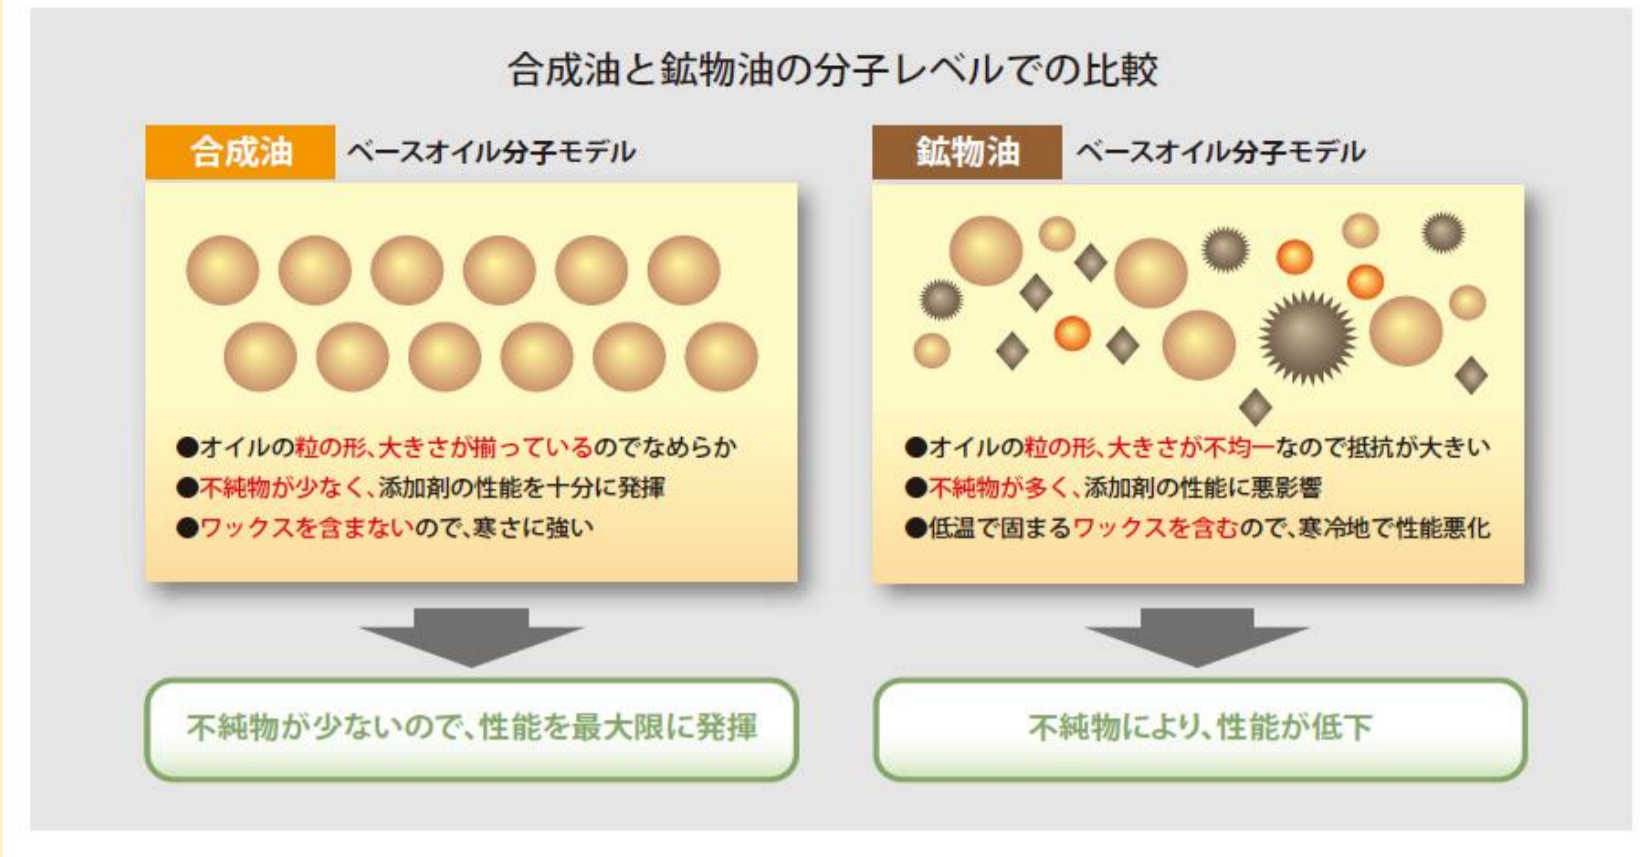 合成油と鉱物油の分子レベルでの比較
合成油 ベースオイル分子モデル
●オイルの粒の形、大きさが揃っているのでなめらか
●不純物が少なく、添加剤の性能を十分に発揮
●ワックスを含まないので、寒さに強い
不純物が少ないので、性能を最大限に発揮
鉱物油 ベースオイル分子モデル
●オイルの粒の形、大きさが不均一なので抵抗が大きい
●不純物が多く、添加剤の性能に悪影響
●低温で固まるワックスを含むので、寒冷地で性能悪化
不純物により、性能が低下